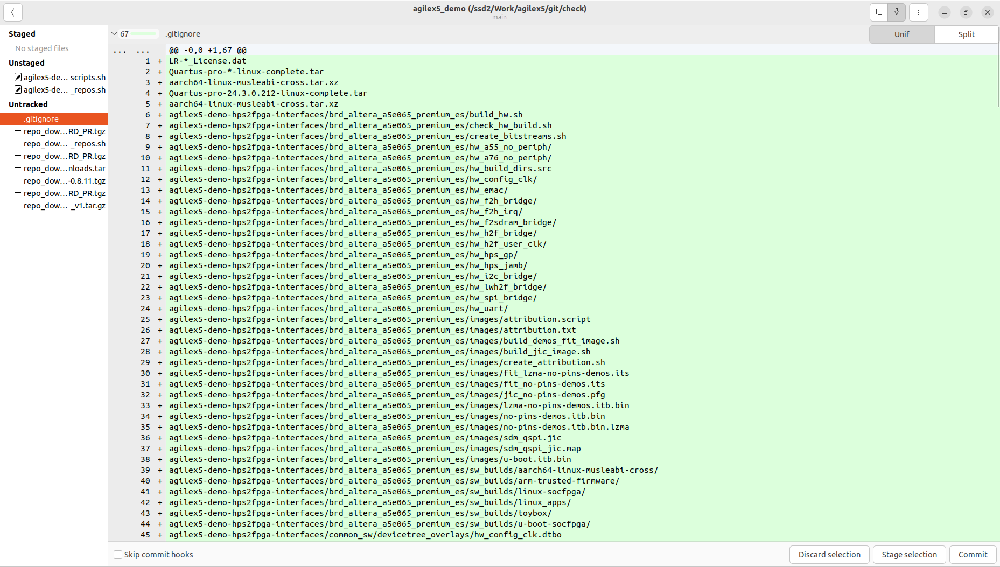 agilex5_demo (/ssd2/Work/agilex5/git/check)
main
Staged
No staged files
Unstaged
agilex5-de... scripts.sh
agilex5-de... _repos.sh
Untracked
.gitignore
repo_dow...RD_PR.tgz
repo_dow... _repos.sh
repo_dow...RD_PR.tgz
repo_dow...nloads.tar
repo_dow...-0.8.11.tgz
repo_dow...RD_PR.tgz
repo_dow... _v1.tar.gz
67 .gitignore
Unif Split
... ... @@ -0,0 +1,67 @@
1 + LR-*_License.dat
2 + Quartus-pro-*-linux-complete.tar
3 + aarch64-linux-musleabi-cross.tar.xz
4 + Quartus-pro-24.3.0.212-linux-complete.tar
5 + aarch64-linux-musleabi-cross.tar.xz
6 + agilex5-demo-hps2fpga-interfaces/brd_altera_a5e065_premium_es/build_hw.sh
7 + agilex5-demo-hps2fpga-interfaces/brd_altera_a5e065_premium_es/check_hw_build.sh
8 + agilex5-demo-hps2fpga-interfaces/brd_altera_a5e065_premium_es/create_bitstreams.sh
9 + agilex5-demo-hps2fpga-interfaces/brd_altera_a5e065_premium_es/hw_a55_no_periph/
10 + agilex5-demo-hps2fpga-interfaces/brd_altera_a5e065_premium_es/hw_a76_no_periph/
11 + agilex5-demo-hps2fpga-interfaces/brd_altera_a5e065_premium_es/hw_build_dirs.src
12 + agilex5-demo-hps2fpga-interfaces/brd_altera_a5e065_premium_es/hw_config_clk/
13 + agilex5-demo-hps2fpga-interfaces/brd_altera_a5e065_premium_es/hw_emac/
14 + agilex5-demo-hps2fpga-interfaces/brd_altera_a5e065_premium_es/hw_f2h_bridge/
15 + agilex5-demo-hps2fpga-interfaces/brd_altera_a5e065_premium_es/hw_f2h_irq/
16 + agilex5-demo-hps2fpga-interfaces/brd_altera_a5e065_premium_es/hw_f2sdram_bridge/
17 + agilex5-demo-hps2fpga-interfaces/brd_altera_a5e065_premium_es/hw_h2f_bridge/
18 + agilex5-demo-hps2fpga-interfaces/brd_altera_a5e065_premium_es/hw_h2f_user_clk/
19 + agilex5-demo-hps2fpga-interfaces/brd_altera_a5e065_premium_es/hw_hps_gp/
20 + agilex5-demo-hps2fpga-interfaces/brd_altera_a5e065_premium_es/hw_hps_jamb/
21 + agilex5-demo-hps2fpga-interfaces/brd_altera_a5e065_premium_es/hw_i2c_bridge/
22 + agilex5-demo-hps2fpga-interfaces/brd_altera_a5e065_premium_es/hw_lwh2f_bridge/
23 + agilex5-demo-hps2fpga-interfaces/brd_altera_a5e065_premium_es/hw_spi_bridge/
24 + agilex5-demo-hps2fpga-interfaces/brd_altera_a5e065_premium_es/hw_uart/
25 + agilex5-demo-hps2fpga-interfaces/brd_altera_a5e065_premium_es/images/attribution.script
26 + agilex5-demo-hps2fpga-interfaces/brd_altera_a5e065_premium_es/images/attribution.txt
27 + agilex5-demo-hps2fpga-interfaces/brd_altera_a5e065_premium_es/images/build_demos_fit_image.sh
28 + agilex5-demo-hps2fpga-interfaces/brd_altera_a5e065_premium_es/images/build_jic_image.sh
29 + agilex5-demo-hps2fpga-interfaces/brd_altera_a5e065_premium_es/images/create_attribution.sh
30 + agilex5-demo-hps2fpga-interfaces/brd_altera_a5e065_premium_es/images/fit_lzma-no-pins-demos.its
31 + agilex5-demo-hps2fpga-interfaces/brd_altera_a5e065_premium_es/images/fit_no-pins-demos.its
32 + agilex5-demo-hps2fpga-interfaces/brd_altera_a5e065_premium_es/images/jic_no-pins-demos.pfg
33 + agilex5-demo-hps2fpga-interfaces/brd_altera_a5e065_premium_es/images/lzma-no-pins-demos.itb.bin
34 + agilex5-demo-hps2fpga-interfaces/brd_altera_a5e065_premium_es/images/no-pins-demos.itb.bin
35 + agilex5-demo-hps2fpga-interfaces/brd_altera_a5e065_premium_es/images/no-pins-demos.itb.bin.lzma
36 + agilex5-demo-hps2fpga-interfaces/brd_altera_a5e065_premium_es/images/sdm_qspi.jic
37 + agilex5-demo-hps2fpga-interfaces/brd_altera_a5e065_premium_es/images/sdm_qspi_jic.map
38 + agilex5-demo-hps2fpga-interfaces/brd_altera_a5e065_premium_es/images/u-boot.itb.bin
39 + agilex5-demo-hps2fpga-interfaces/brd_altera_a5e065_premium_es/sw_builds/aarch64-linux-musleabi-cross/
40 + agilex5-demo-hps2fpga-interfaces/brd_altera_a5e065_premium_es/sw_builds/arm-trusted-firmware/
41 + agilex5-demo-hps2fpga-interfaces/brd_altera_a5e065_premium_es/sw_builds/linux-socfpga/
42 + agilex5-demo-hps2fpga-interfaces/brd_altera_a5e065_premium_es/sw_builds/linux_apps/
43 + agilex5-demo-hps2fpga-interfaces/brd_altera_a5e065_premium_es/sw_builds/toybox/
44 + agilex5-demo-hps2fpga-interfaces/brd_altera_a5e065_premium_es/sw_builds/u-boot-socfpga/
45 + agilex5-demo-hps2fpga-interfaces/common_sw/devicetree_overlays/hw_config_clk.dtbo
Skip commit hooks
Discard selection Stage selection Commit